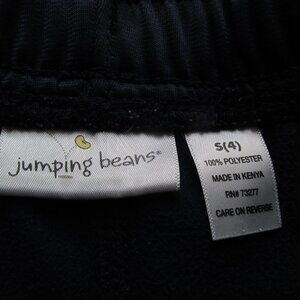 jumping beans®
S(4)
100% POLYESTER
MADE IN KENYA
RN# 73277
CARE ON REVERSE